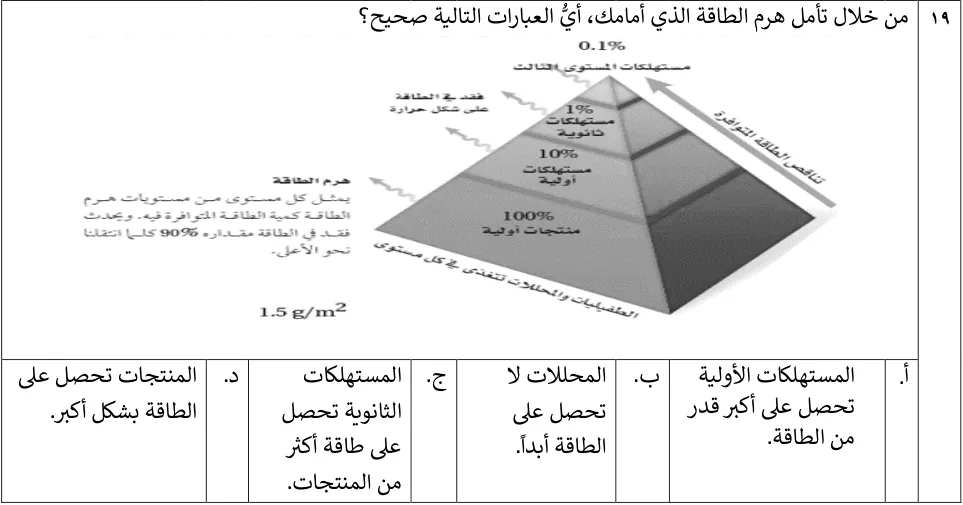 ١٩
من خلال تأمل هرم الطاقة الذي أمامك، أيُّ العبارات التالية صحيح؟
0.1%
مستهلكات المستوى الثالث
فقد في الطاقة
على شكل حرارة
1%
مستهلكات
ثانوية
تناقص الطاقة المتوافرة
10%
مستهلكات
أولية
هرم الطاقة
يمثل كل مستوى من مستويات هرم
الطاقة كمية الطاقة المتوافرة فيه. ويحدث
فقد في الطاقة مقداره 90% كلما انتقلنا
نحو الأعلى.
100%
منتجات أولية
الطفيليات والمحللات تتغذى في كل مستوى
1.5 g/m²
أ.
المستهلكات الأولية
تحصل على أكبر قدر
من الطاقة.
ب.
المحللات لا
تحصل على
الطاقة أبداً.
ج.
المستهلكات
الثانوية تحصل
على طاقة أكثر
من المنتجات.
د.
المنتجات تحصل على
الطاقة بشكل أكبر.